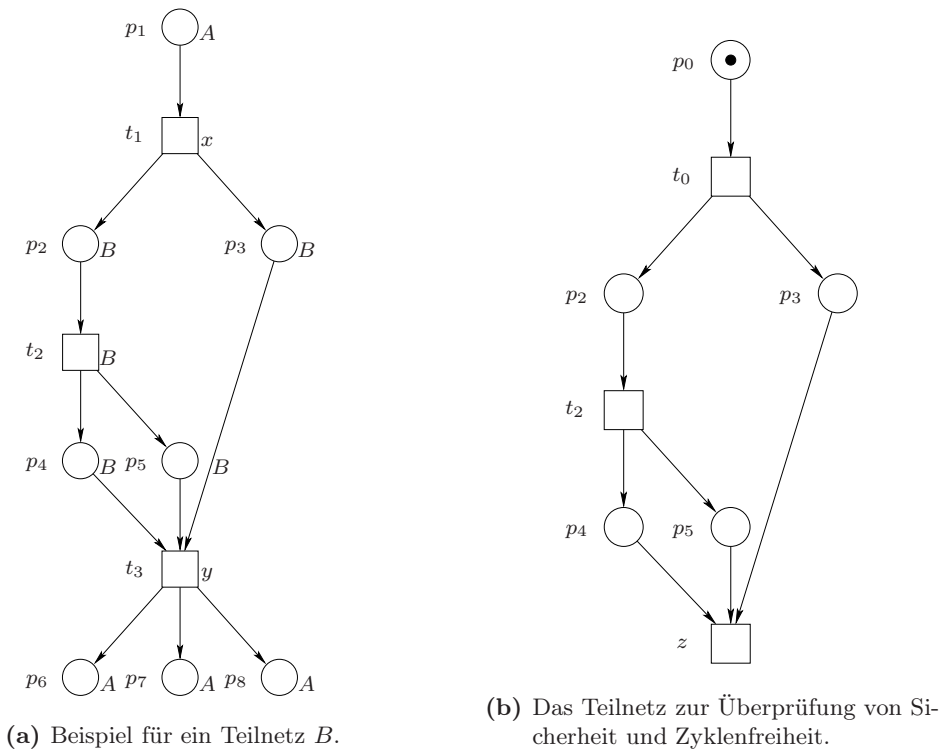 p1 A
t1 x
p2 B p3 B
t2 B
p4 B p5 B
t3 y
p6 A p7 A p8 A
(a) Beispiel für ein Teilnetz B.
p0
t0
p2 p3
t2
p4 p5
z
(b) Das Teilnetz zur Überprüfung von Si-
cherheit und Zyklenfreiheit.